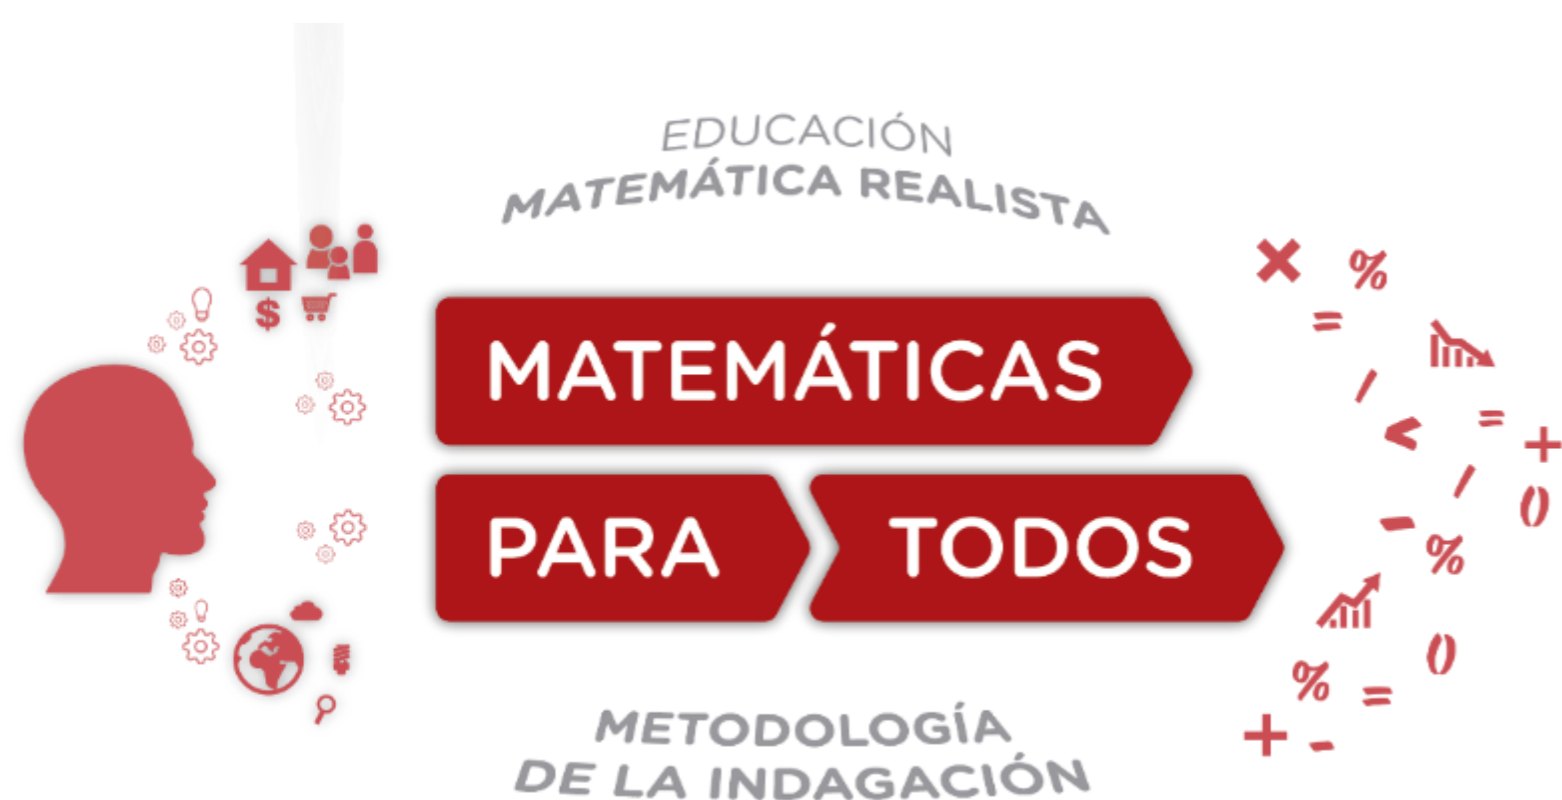 EDUCACIÓN
MATEMÁTICA REALISTA
MATEMÁTICAS
PARA TODOS
METODOLOGÍA
DE LA INDAGACIÓN